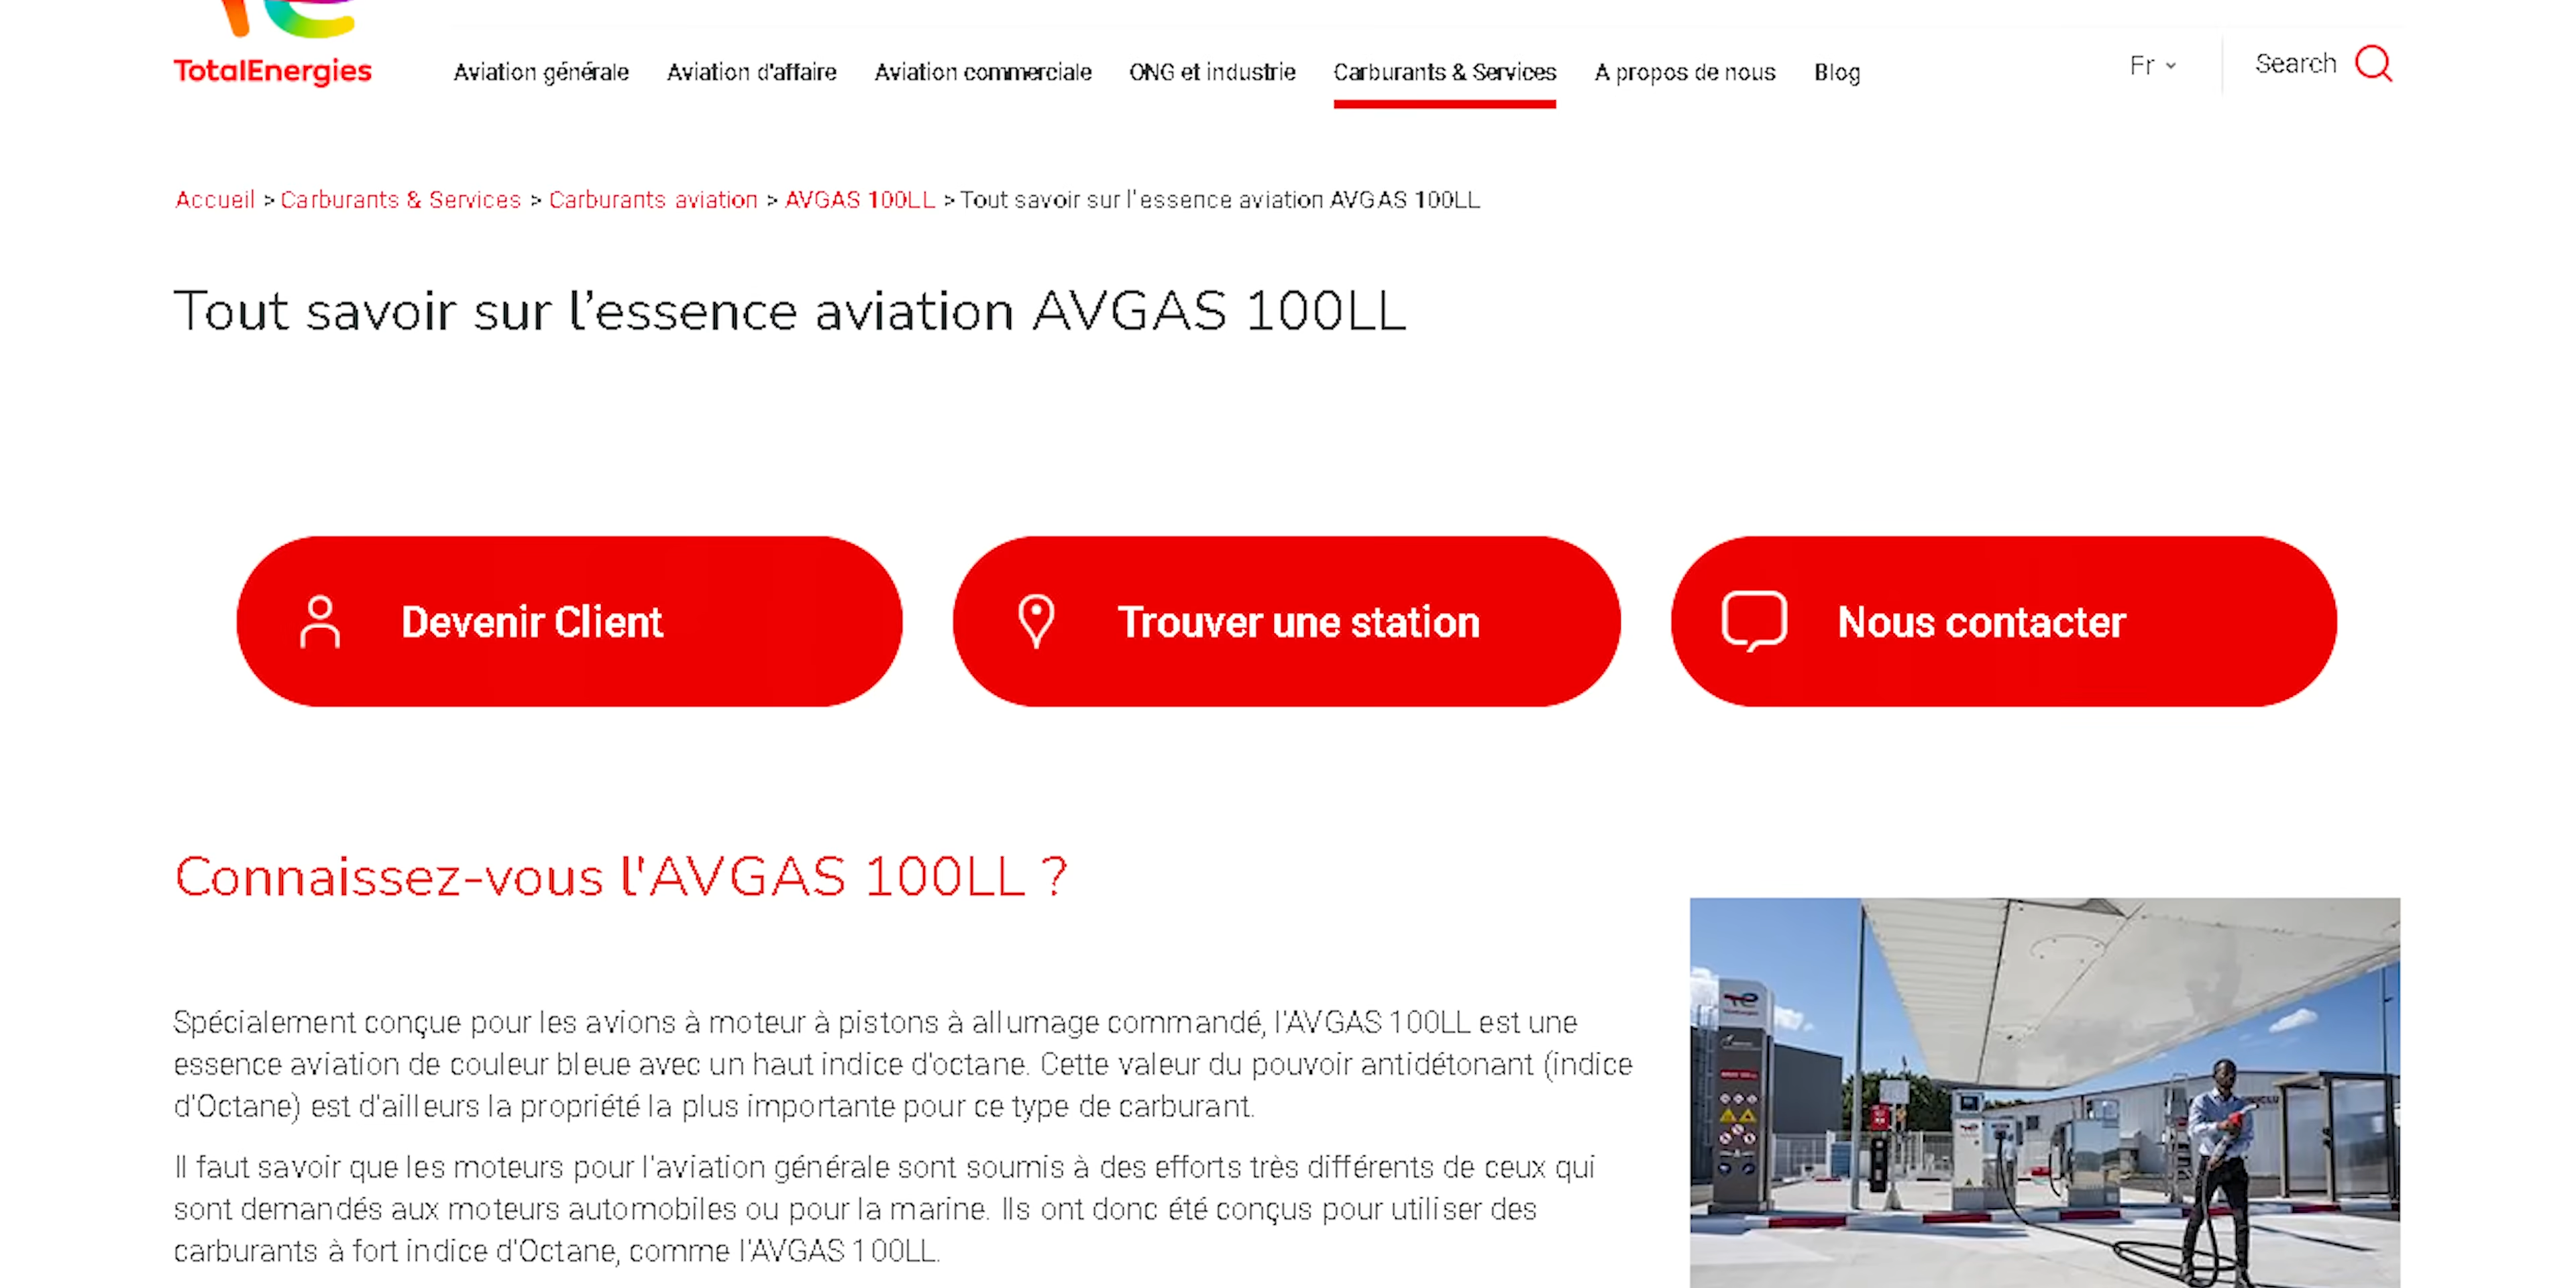 TotalEnergies
Aviation générale Aviation d'affaire Aviation commerciale ONG et industrie Carburants & Services A propos de nous Blog Fr Search
Accueil > Carburants & Services > Carburants aviation > AVGAS 100LL > Tout savoir sur l'essence aviation AVGAS 100LL
Tout savoir sur l’essence aviation AVGAS 100LL
Devenir Client
Trouver une station
Nous contacter
Connaissez-vous l'AVGAS 100LL ?
Spécialement conçue pour les avions à moteur à pistons à allumage commandé, l'AVGAS 100LL est une
essence aviation de couleur bleue avec un haut indice d'octane. Cette valeur du pouvoir antidétonant (indice
d'Octane) est d'ailleurs la propriété la plus importante pour ce type de carburant.
Il faut savoir que les moteurs pour l'aviation générale sont soumis à des efforts très différents de ceux qui
sont demandés aux moteurs automobiles ou pour la marine. Ils ont donc été conçus pour utiliser des
carburants à fort indice d'Octane, comme l'AVGAS 100LL.